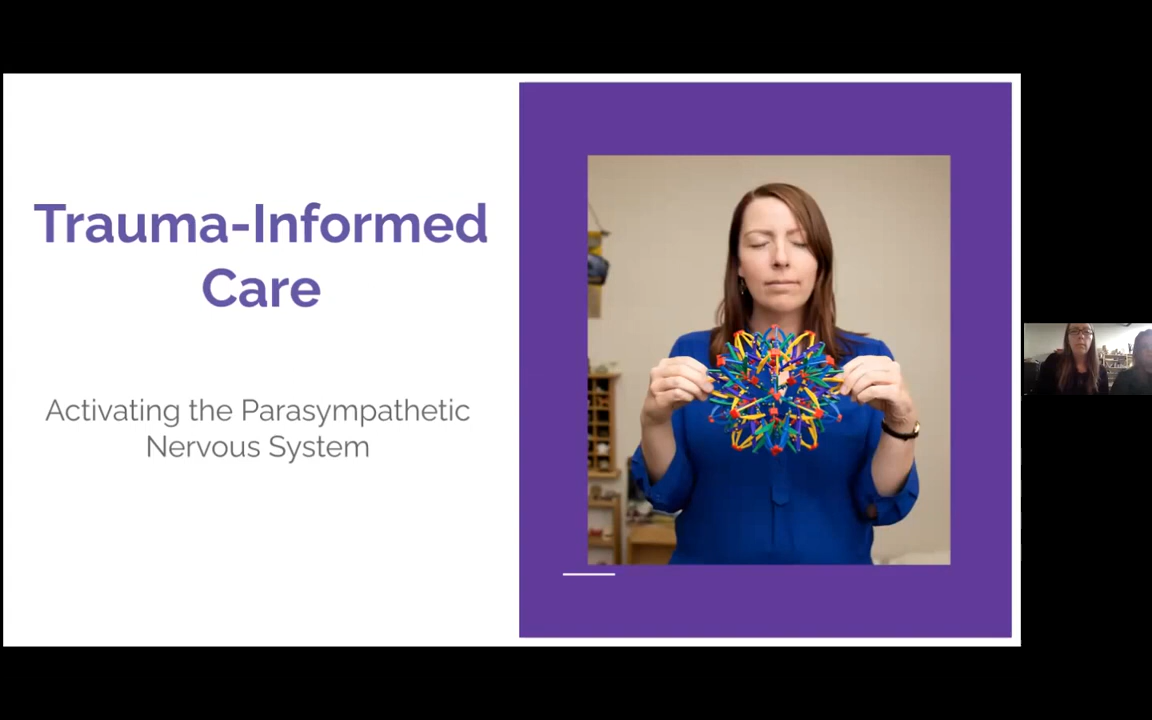 Trauma-Informed
Care
Activating the Parasympathetic
Nervous System